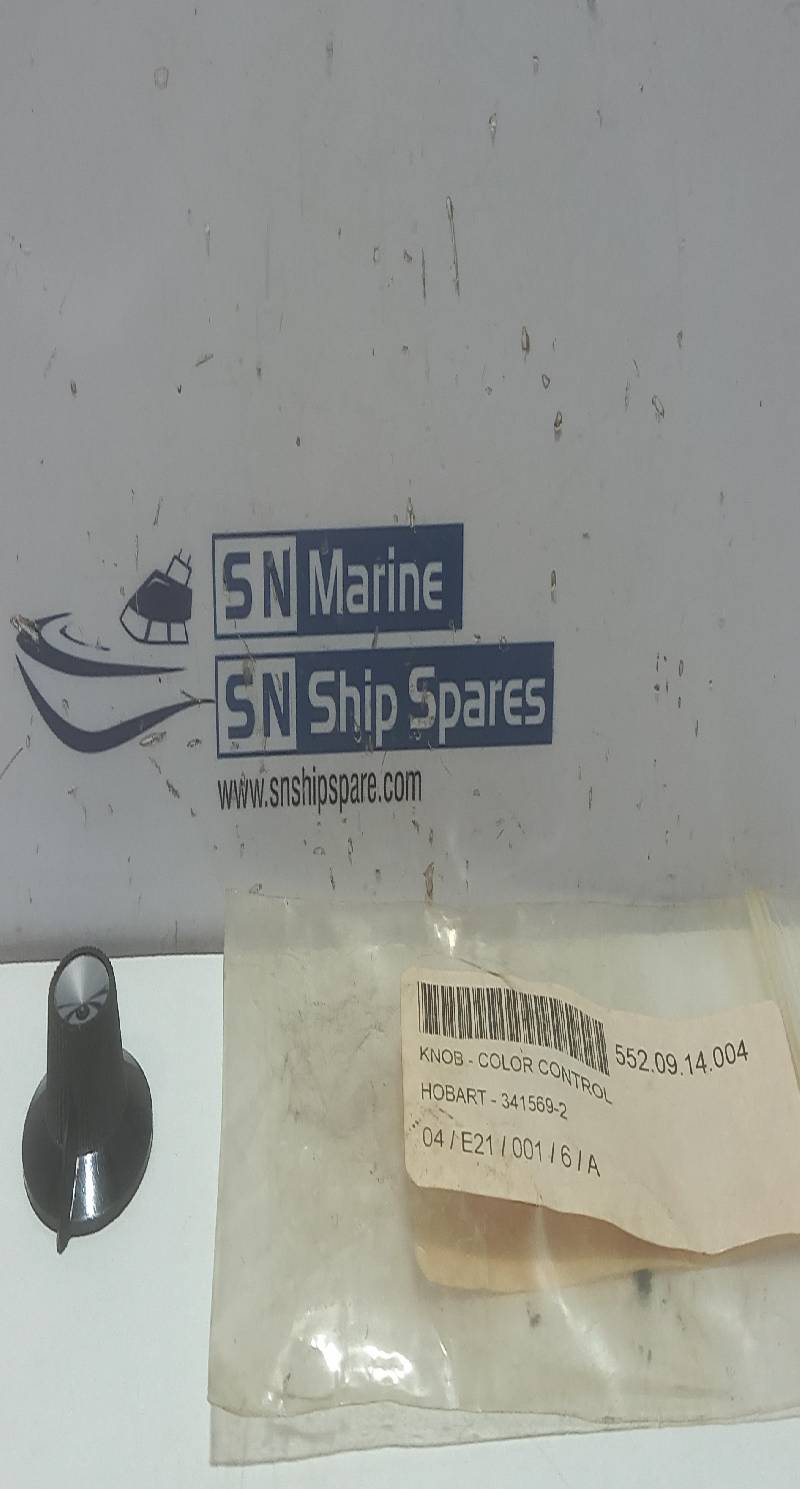 SN Marine
SN Ship Spares
www.snshipspare.com
552.09.14.004
KNOB - COLOR CONTROL
HOBART - 341569-2
04 / E21 / 001 / 6 / A